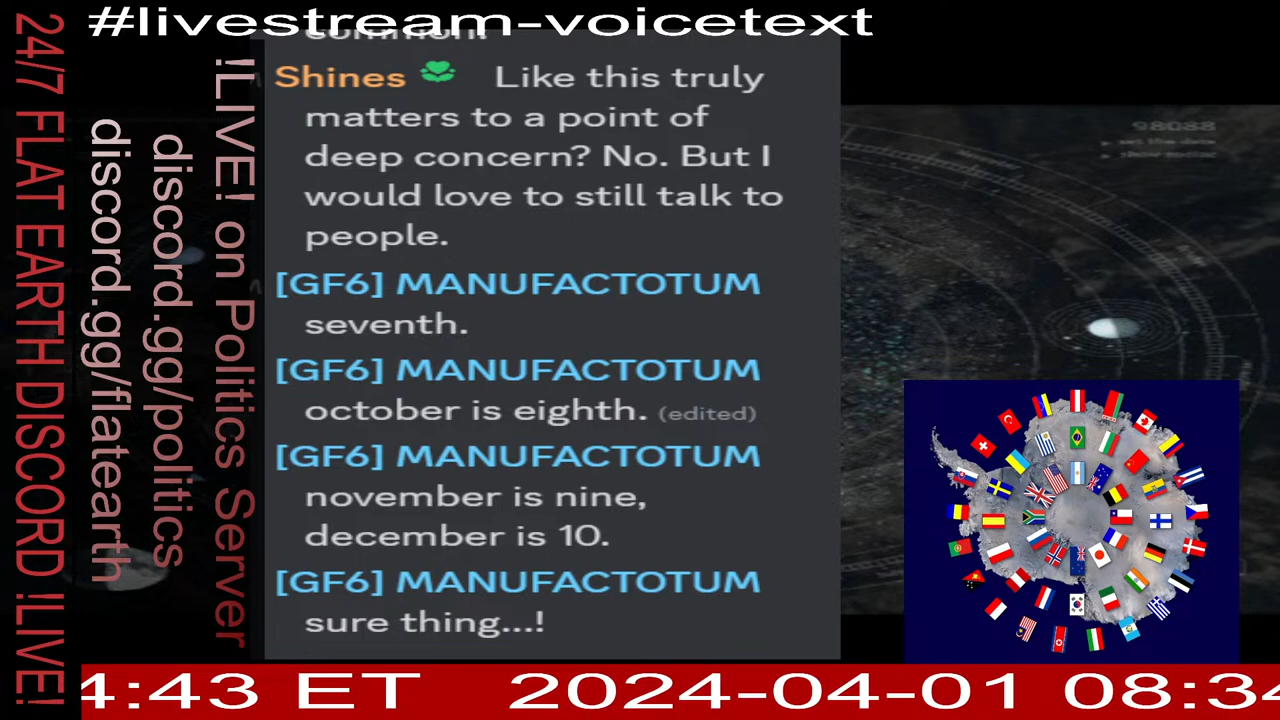 #livestream-voicetext
24/7 FLAT EARTH DISCORD !LIVE!
discord.gg/flatearth
discord.gg/politics
!LIVE! on Politics Server
common.
Shines Like this truly
matters to a point of
deep concern? No. But I
would love to still talk to
people.
[GF6] MANUFACTOTUM
seventh.
[GF6] MANUFACTOTUM
october is eighth. (edited)
[GF6] MANUFACTOTUM
november is nine,
december is 10.
[GF6] MANUFACTOTUM
sure thing...!
98088
4:43 ET 2024-04-01 08:34